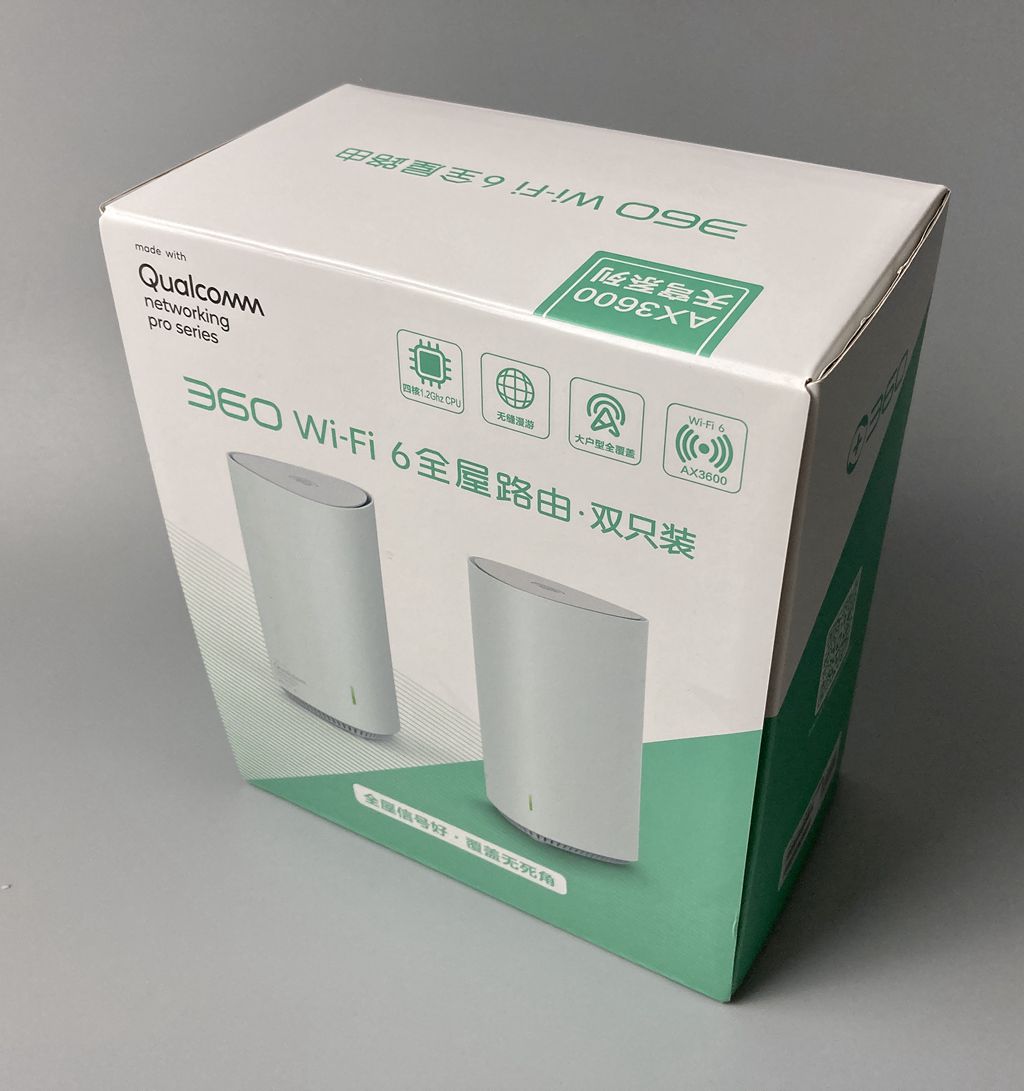 360 Wi-Fi 6全屋路由
AX3600
天穹系列
made with
Qualcomm
networking
pro series
四核1.2Ghz CPU
无缝漫游
大户型全覆盖
Wi-Fi 6
AX3600
360 Wi-Fi 6全屋路由·双只装
全屋信号好·覆盖无死角
360